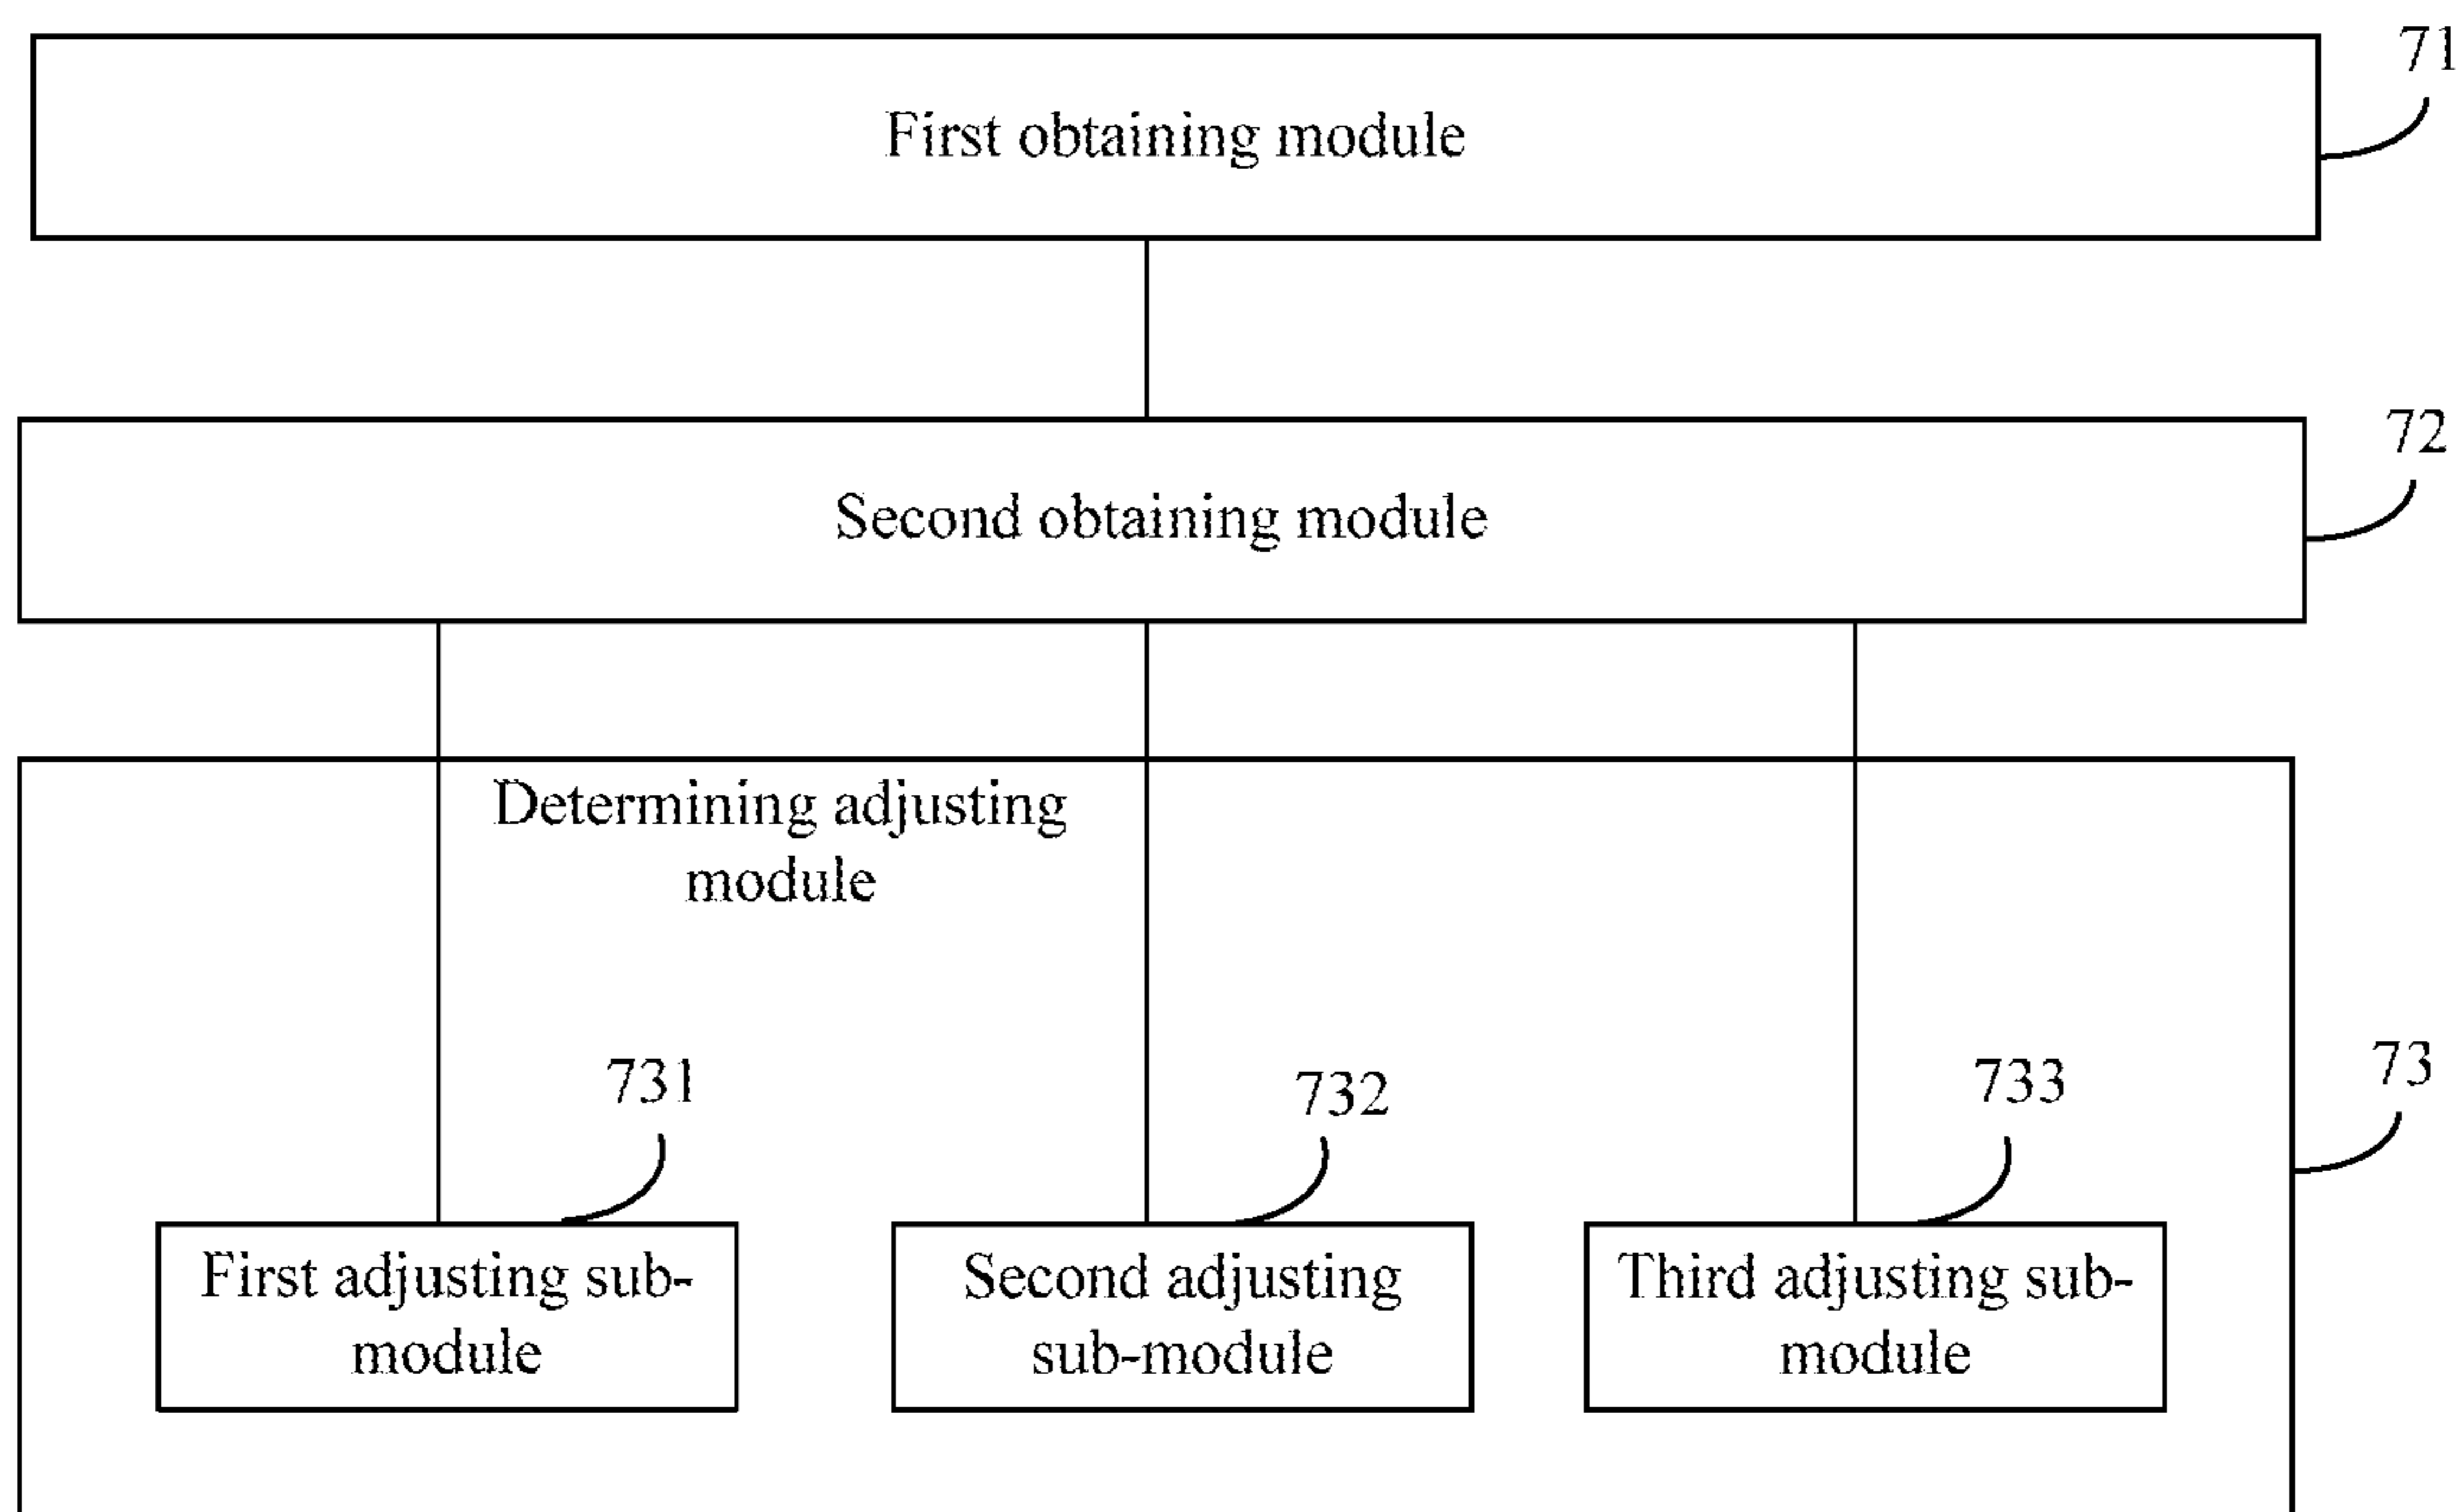 71
First obtaining module
72
Second obtaining module
Determining adjusting
module
73
731
732
733
First adjusting sub-
module
Second adjusting
sub-module
Third adjusting sub-
module